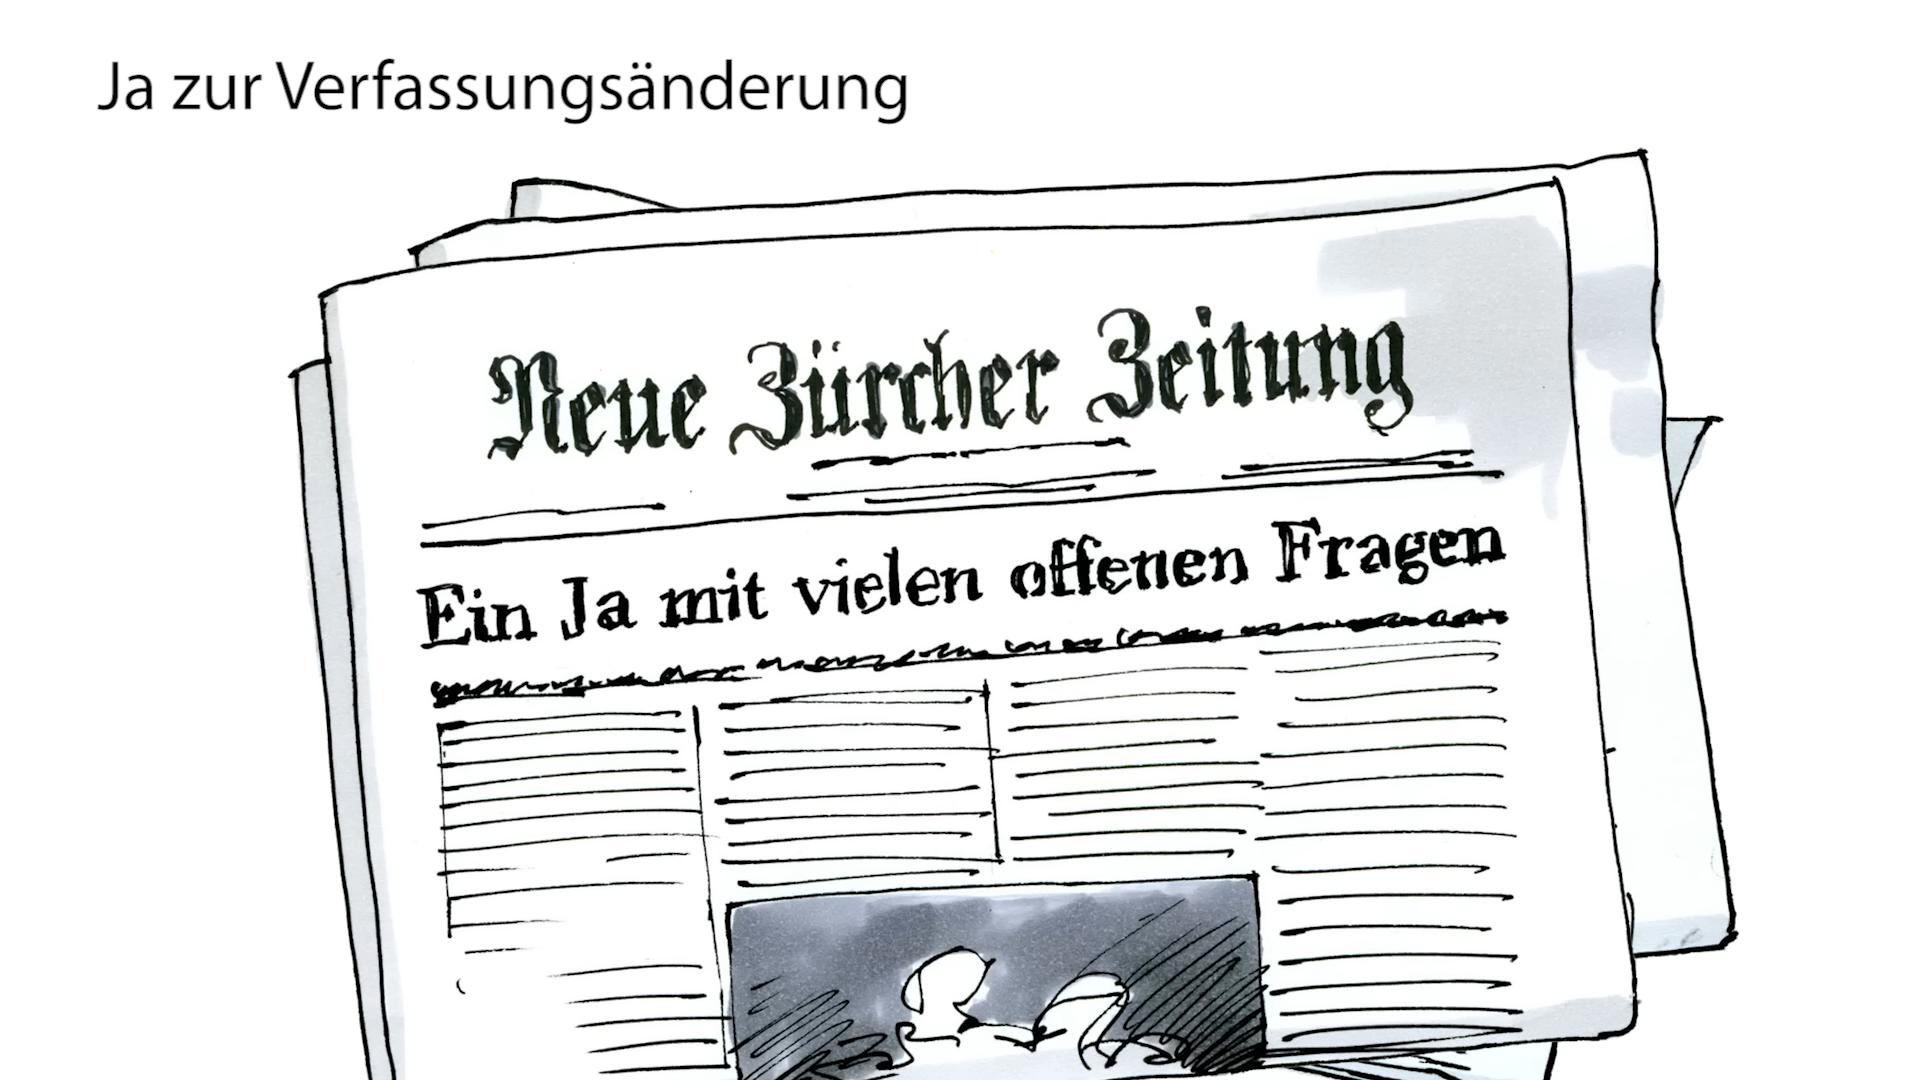 Ja zur Verfassungsänderung
Neue Zürcher Zeitung
Ein Ja mit vielen offenen Fragen